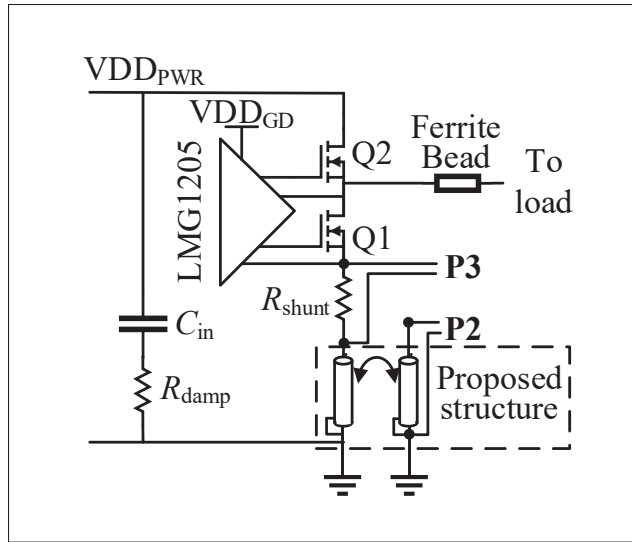 VDDPWR
VDDGD
LMG1205
Q2
Ferrite
Bead
To
load
Q1
P3
Rshunt
P2
Cin
Rdamp
Proposed
structure